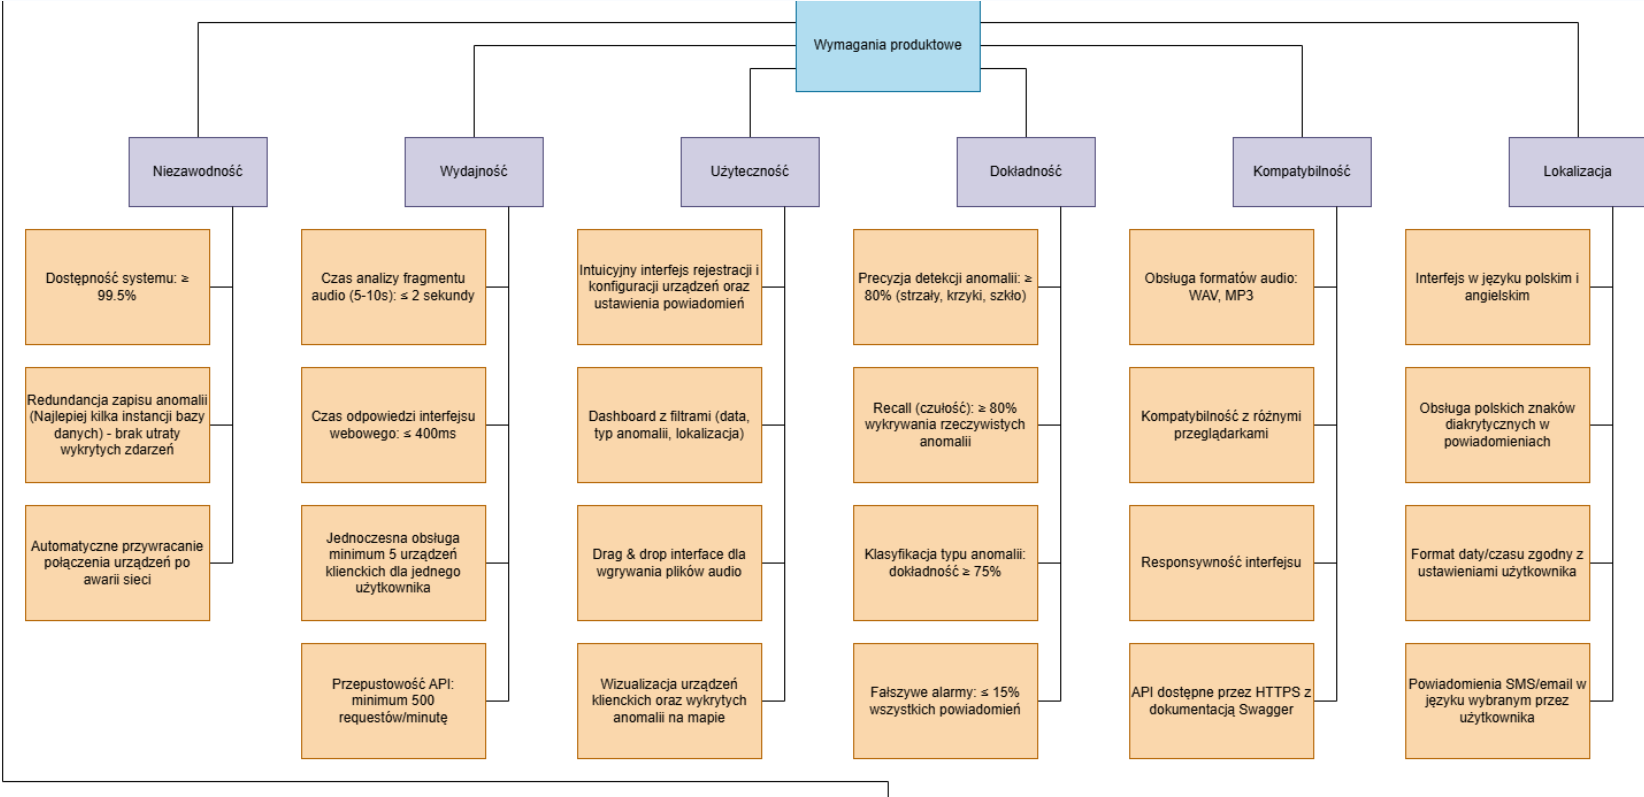 Wymagania produktowe
Niezawodność
Wydajność
Użyteczność
Dokładność
Kompatybilność
Lokalizacja
Dostępność systemu: ≥
99.5%
Redundancja zapisu anomalii
(Najlepiej kilka instancji bazy
danych) - brak utraty
wykrytych zdarzeń
Automatyczne przywracanie
połączenia urządzeń po
awarii sieci
Czas analizy fragmentu
audio (5-10s): ≤ 2 sekundy
Czas odpowiedzi interfejsu
webowego: ≤ 400ms
Jednoczesna obsługa
minimum 5 urządzeń
klienckich dla jednego
użytkownika
Przepustowość API:
minimum 500
requestów/minutę
Intuicyjny interfejs rejestracji i
konfiguracji urządzeń oraz
ustawienia powiadomień
Dashboard z filtrami (data,
typ anomalii, lokalizacja)
Drag & drop interface dla
wgrywania plików audio
Wizualizacja urządzeń
klienckich oraz wykrytych
anomalii na mapie
Precyzja detekcji anomalii: ≥
80% (strzały, krzyki, szkło)
Recall (czułość): ≥ 80%
wykrywania rzeczywistych
anomalii
Klasyfikacja typu anomalii:
dokładność ≥ 75%
Fałszywe alarmy: ≤ 15%
wszystkich powiadomień
Obsługa formatów audio:
WAV, MP3
Kompatybilność z różnymi
przeglądarkami
Responsywność interfejsu
API dostępne przez HTTPS z
dokumentacją Swagger
Interfejs w języku polskim i
angielskim
Obsługa polskich znaków
diakrytycznych w
powiadomieniach
Format daty/czasu zgodny z
ustawieniami użytkownika
Powiadomienia SMS/email w
języku wybranym przez
użytkownika